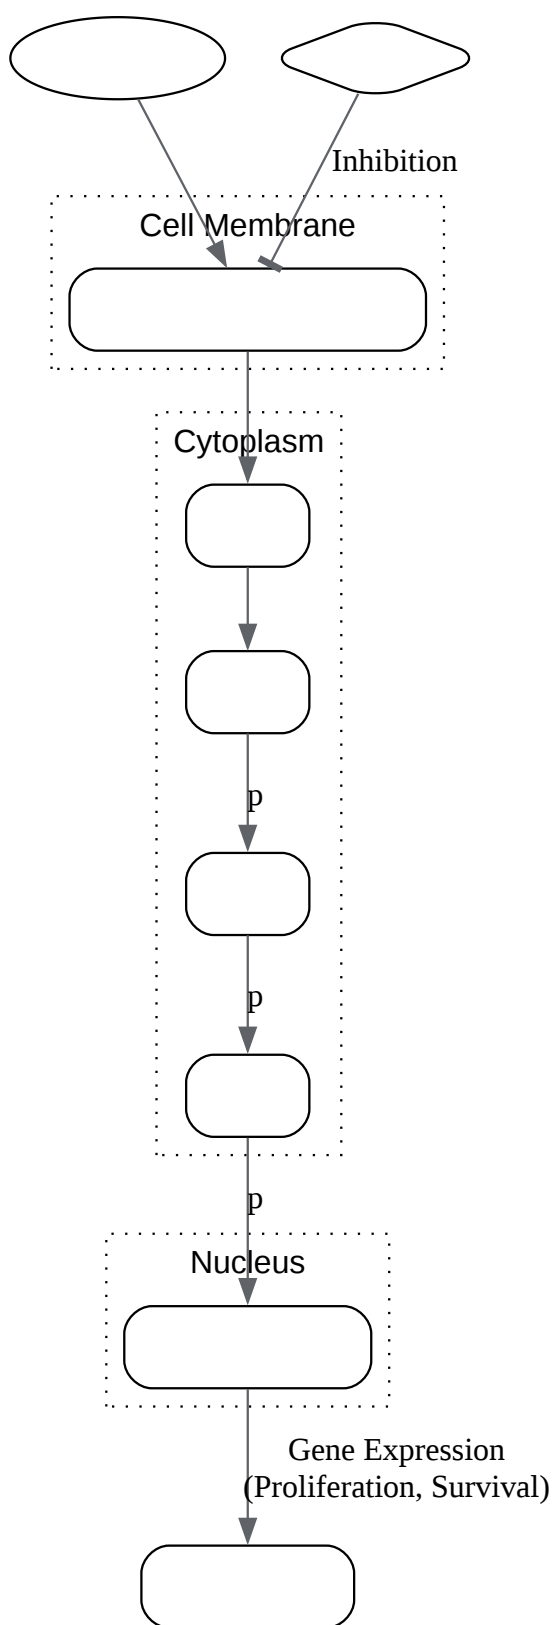 Inhibition
Cell Membrane
Cytoplasm
p
p
p
Nucleus
Gene Expression
(Proliferation, Survival)